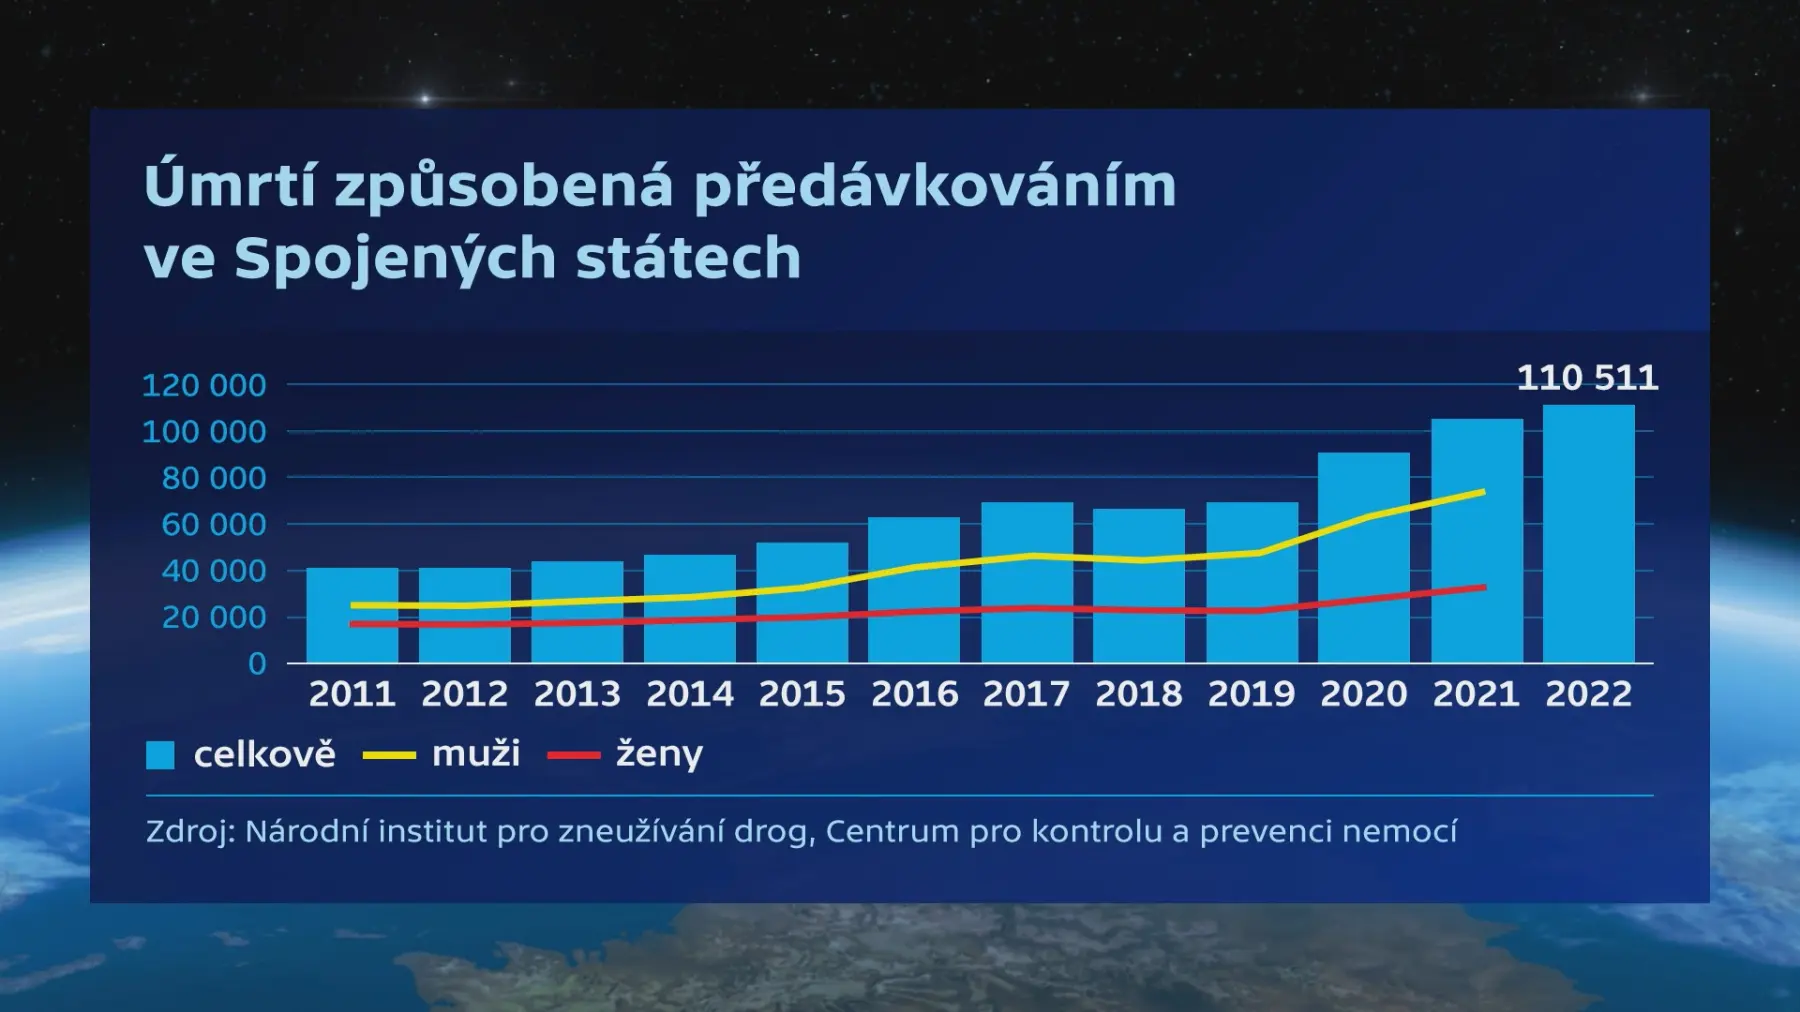 Úmrtí způsobená předávkováním
ve Spojených státech
110 511
120 000
100 000
80 000
60 000
40 000
20 000
0
2011 2012 2013 2014 2015 2016 2017 2018 2019 2020 2021 2022
celkově muži ženy
Zdroj: Národní institut pro zneužívání drog, Centrum pro kontrolu a prevenci nemocí